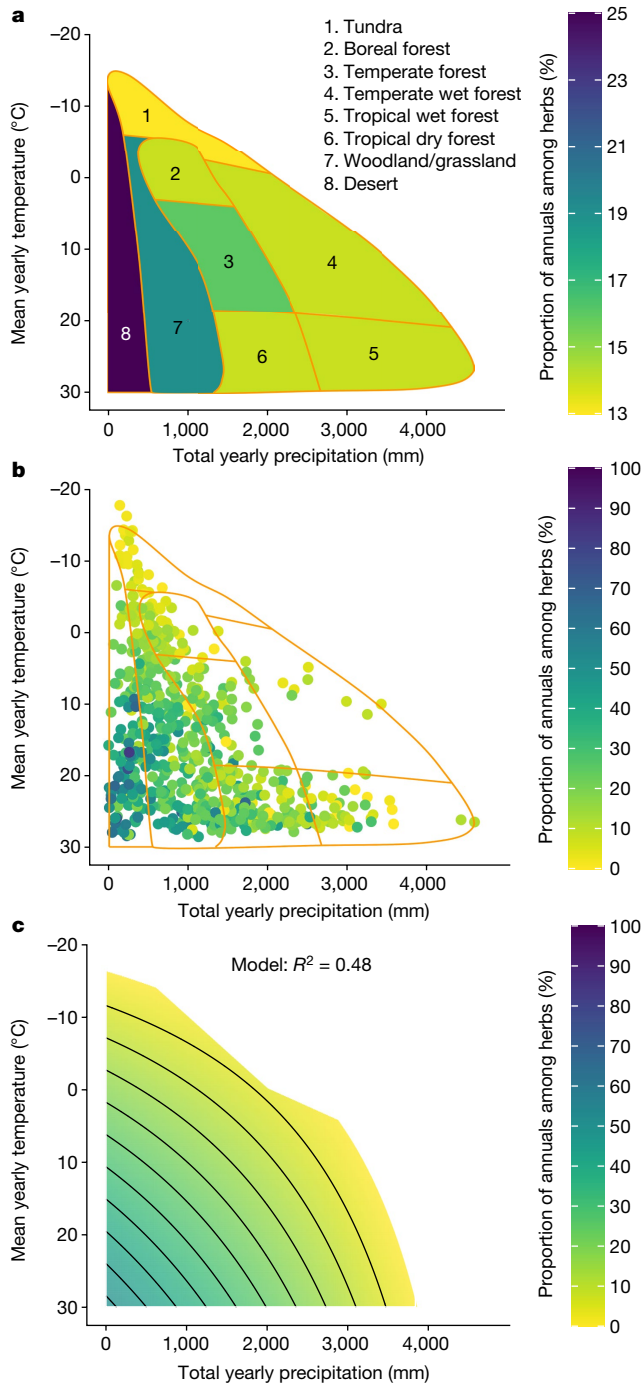 a
1. Tundra
2. Boreal forest
3. Temperate forest
4. Temperate wet forest
5. Tropical wet forest
6. Tropical dry forest
7. Woodland/grassland
8. Desert
–20
–10
0
10
20
30
Mean yearly temperature (°C)
1
2
3
4
5
6
7
8
0 1,000 2,000 3,000 4,000
Total yearly precipitation (mm)
Proportion of annuals among herbs (%)
25
23
21
19
17
15
13
b
–20
–10
0
10
20
30
Mean yearly temperature (°C)
0 1,000 2,000 3,000 4,000
Total yearly precipitation (mm)
Proportion of annuals among herbs (%)
100
90
80
70
60
50
40
30
20
10
0
c
Model: R² = 0.48
–20
–10
0
10
20
30
Mean yearly temperature (°C)
0 1,000 2,000 3,000 4,000
Total yearly precipitation (mm)
Proportion of annuals among herbs (%)
100
90
80
70
60
50
40
30
20
10
0